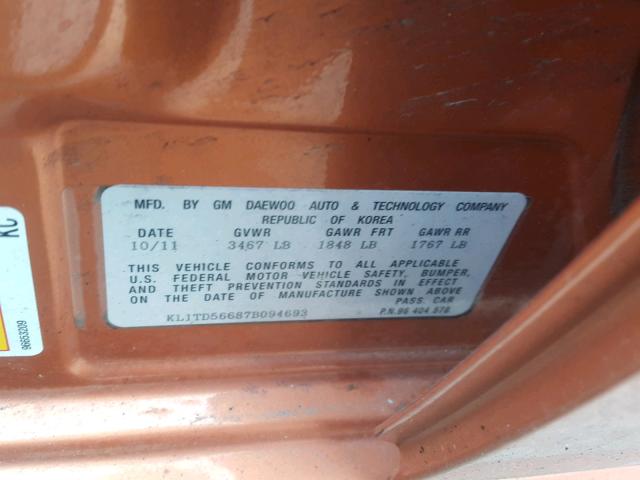 MFD. BY GM DAEWOO AUTO & TECHNOLOGY COMPANY
REPUBLIC OF KOREA
DATE GVWR GAWR FRT GAWR RR
10/11 3467 LB 1848 LB 1767 LB
THIS VEHICLE CONFORMS TO ALL APPLICABLE
U.S. FEDERAL MOTOR VEHICLE SAFETY, BUMPER,
AND THEFT PREVENTION STANDARDS IN EFFECT
ON THE DATE OF MANUFACTURE SHOWN ABOVE
PASS. CAR
KL1TD56687B094693
P.N.96 404 578
KC
96653209